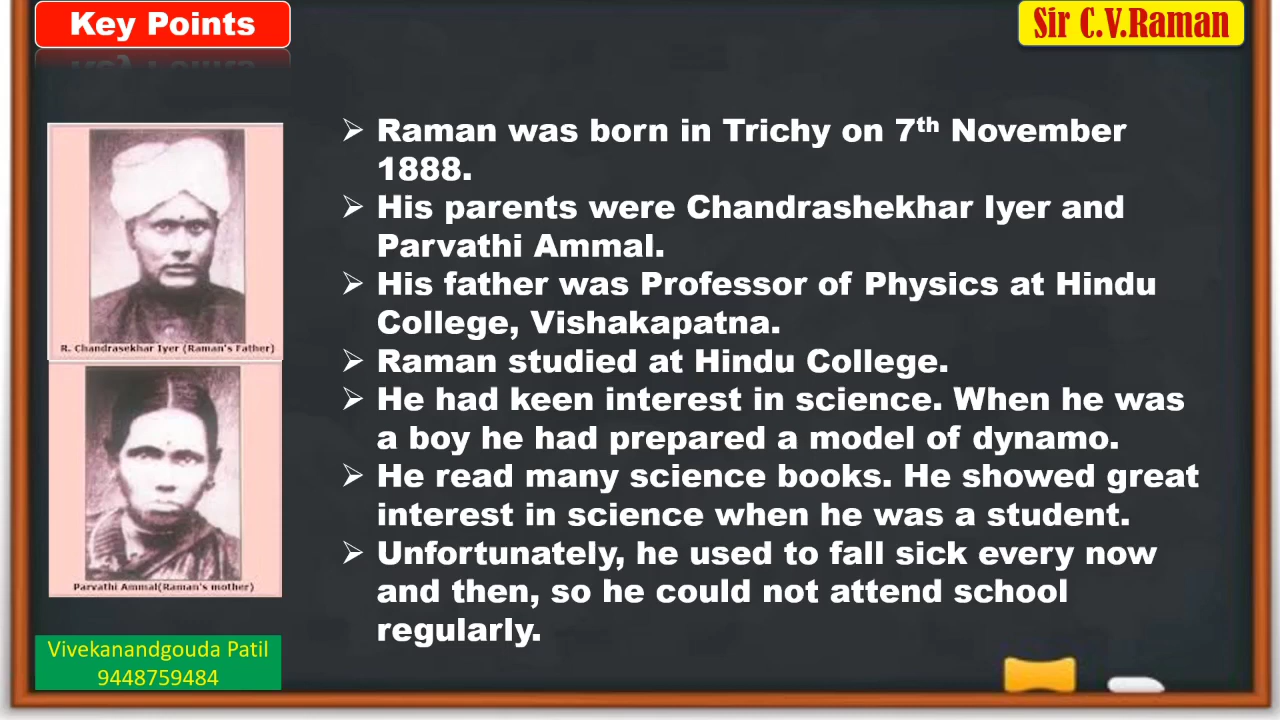 Key Points
Sir C.V.Raman
➢ Raman was born in Trichy on 7th November
1888.
➢ His parents were Chandrashekhar Iyer and
Parvathi Ammal.
➢ His father was Professor of Physics at Hindu
College, Vishakapatna.
➢ Raman studied at Hindu College.
➢ He had keen interest in science. When he was
a boy he had prepared a model of dynamo.
➢ He read many science books. He showed great
interest in science when he was a student.
➢ Unfortunately, he used to fall sick every now
and then, so he could not attend school
regularly.
R. Chandrasekhar Iyer (Raman's Father)
Parvathi Ammal(Raman's mother)
Vivekanandgouda Patil
9448759484